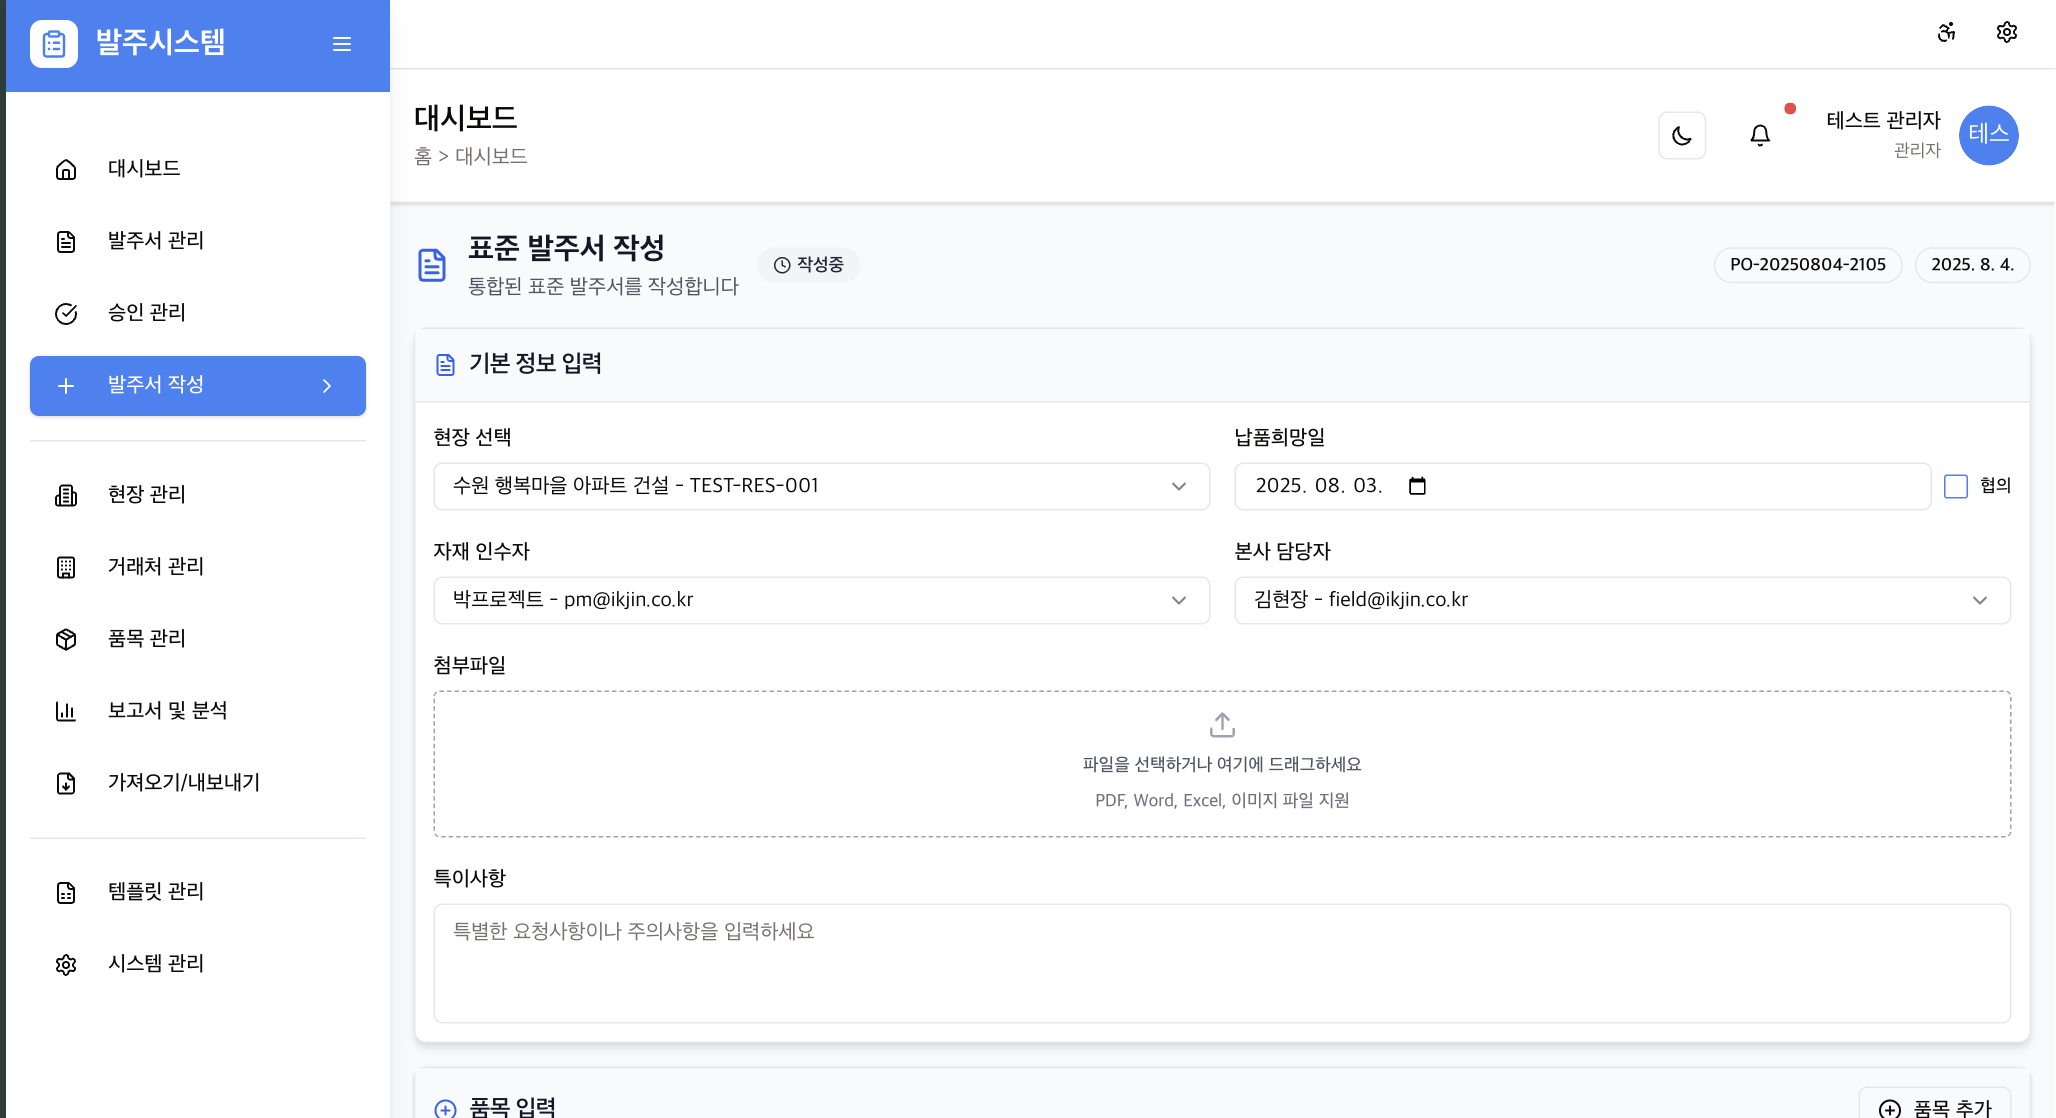 발주시스템
대시보드
발주서 관리
승인 관리
발주서 작성
현장 관리
거래처 관리
품목 관리
보고서 및 분석
가져오기/내보내기
템플릿 관리
시스템 관리
대시보드
홈 > 대시보드
테스트 관리자
관리자
테스
표준 발주서 작성
통합된 표준 발주서를 작성합니다
작성중
PO-20250804-2105
2025. 8. 4.
기본 정보 입력
현장 선택
수원 행복마을 아파트 건설 - TEST-RES-001
납품희망일
2025. 08. 03.
협의
자재 인수자
박프로젝트 - pm@ikjin.co.kr
본사 담당자
김현장 - field@ikjin.co.kr
첨부파일
파일을 선택하거나 여기에 드래그하세요
PDF, Word, Excel, 이미지 파일 지원
특이사항
특별한 요청사항이나 주의사항을 입력하세요
품목 입력
품목 추가